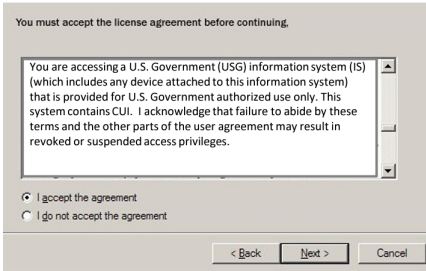 You must accept the license agreement before continuing,
You are accessing a U.S. Government (USG) information system (IS)
(which includes any device attached to this information system)
that is provided for U.S. Government authorized use only. This
system contains CUI. I acknowledge that failure to abide by these
terms and the other parts of the user agreement may result in
revoked or suspended access privileges.
I accept the agreement
I do not accept the agreement
< Back Next > Cancel